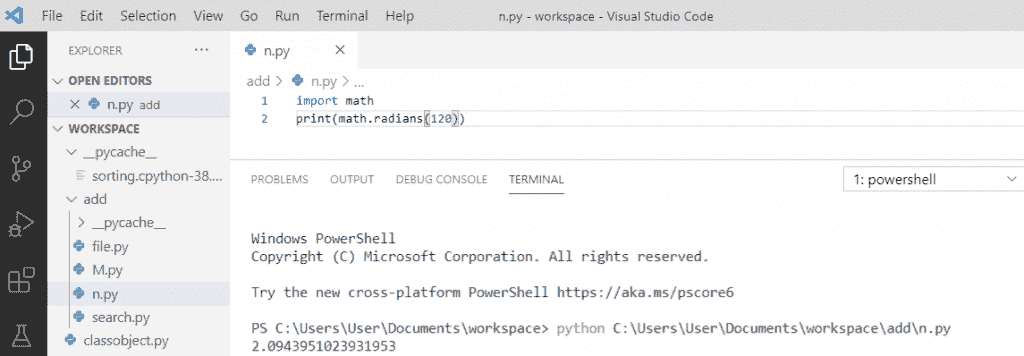 File Edit Selection View Go Run Terminal Help n.py - workspace - Visual Studio Code
EXPLORER ...
OPEN EDITORS
n.py add
WORKSPACE
__pycache__
sorting.cpython-38....
add
__pycache__
file.py
M.py
n.py
search.py
classobject.py
n.py
add > n.py > ...
1 import math
2 print(math.radians(120))
PROBLEMS OUTPUT DEBUG CONSOLE TERMINAL 1: powershell
Windows PowerShell
Copyright (C) Microsoft Corporation. All rights reserved.
Try the new cross-platform PowerShell https://aka.ms/pscore6
PS C:\Users\User\Documents\workspace> python C:\Users\User\Documents\workspace\add\n.py
2.0943951023931953